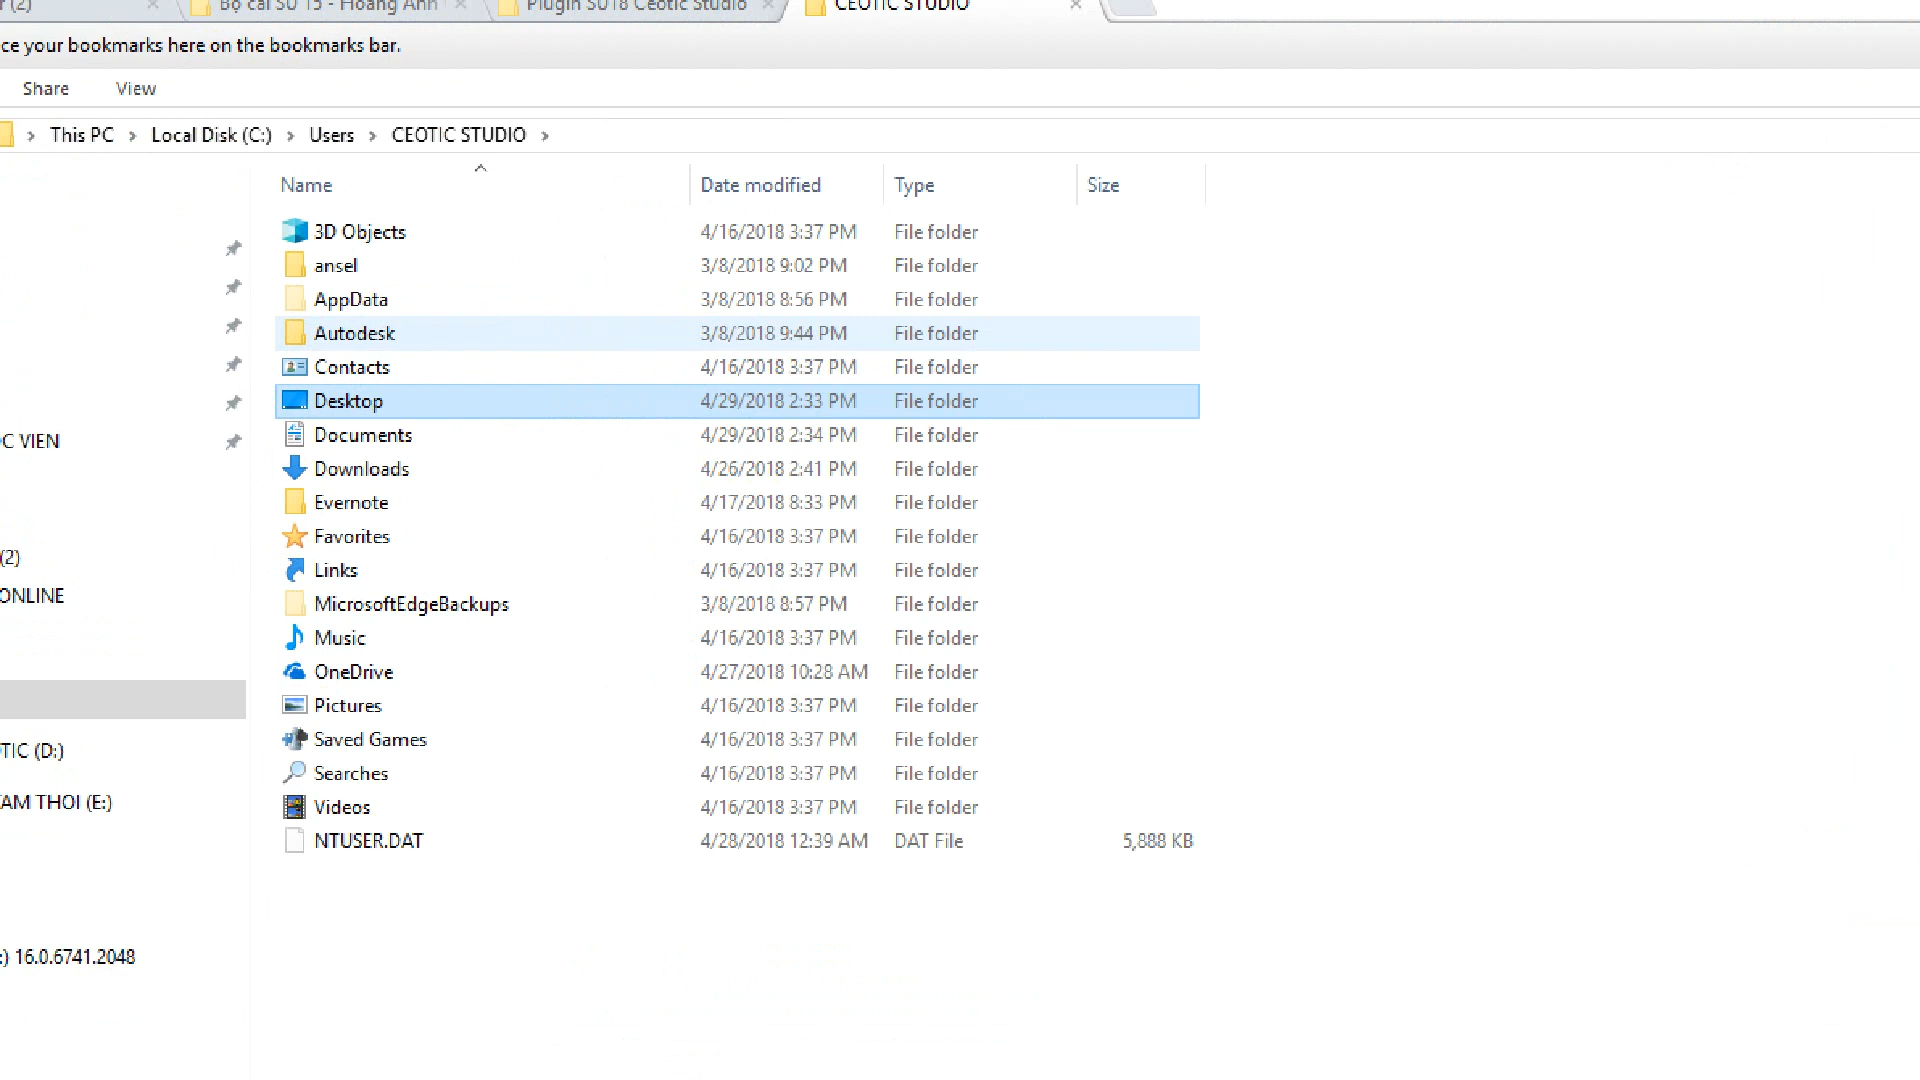 r (2) Bộ cài SU 15 - Hoàng Anh Plugin SU18 Ceotic Studio CEOTIC STUDIO
ce your bookmarks here on the bookmarks bar.
Share View
This PC Local Disk (C:) Users CEOTIC STUDIO
Name Date modified Type Size
3D Objects 4/16/2018 3:37 PM File folder
ansel 3/8/2018 9:02 PM File folder
AppData 3/8/2018 8:56 PM File folder
Autodesk 3/8/2018 9:44 PM File folder
Contacts 4/16/2018 3:37 PM File folder
Desktop 4/29/2018 2:33 PM File folder
Documents 4/29/2018 2:34 PM File folder
Downloads 4/26/2018 2:41 PM File folder
Evernote 4/17/2018 8:33 PM File folder
Favorites 4/16/2018 3:37 PM File folder
Links 4/16/2018 3:37 PM File folder
MicrosoftEdgeBackups 3/8/2018 8:57 PM File folder
Music 4/16/2018 3:37 PM File folder
OneDrive 4/27/2018 10:28 AM File folder
Pictures 4/16/2018 3:37 PM File folder
Saved Games 4/16/2018 3:37 PM File folder
Searches 4/16/2018 3:37 PM File folder
Videos 4/16/2018 3:37 PM File folder
NTUSER.DAT 4/28/2018 12:39 AM DAT File 5,888 KB
C VIEN
(2)
ONLINE
TIC (D:)
AM THOI (E:)
:) 16.0.6741.2048